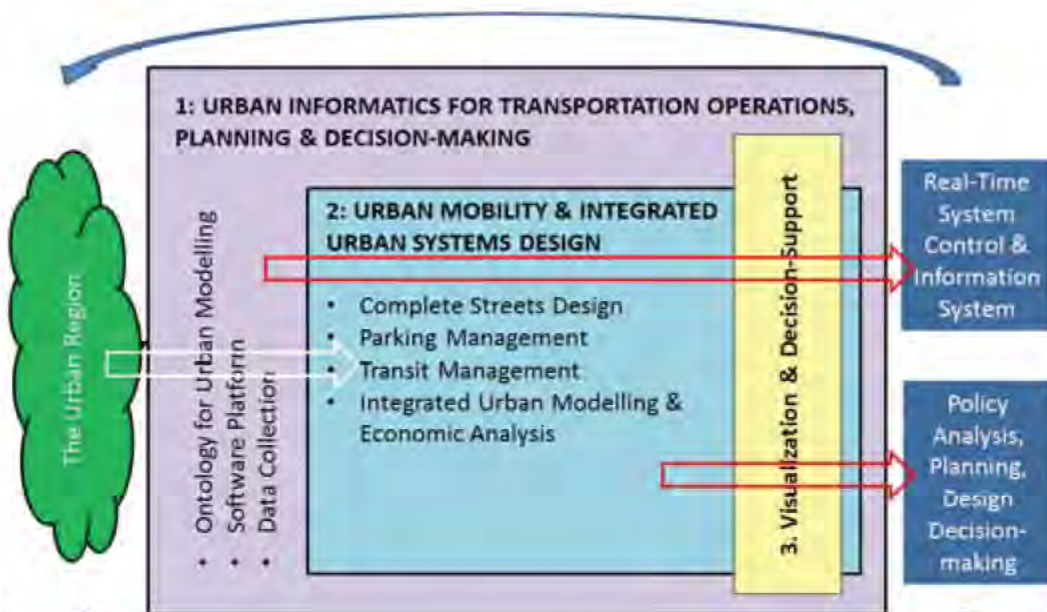 1: URBAN INFORMATICS FOR TRANSPORTATION OPERATIONS,
PLANNING & DECISION-MAKING
The Urban Region
• Ontology for Urban Modelling
• Software Platform
• Data Collection
2: URBAN MOBILITY & INTEGRATED
URBAN SYSTEMS DESIGN
• Complete Streets Design
• Parking Management
• Transit Management
• Integrated Urban Modelling &
Economic Analysis
3. Visualization & Decision-Support
Real-Time
System
Control &
Information
System
Policy
Analysis,
Planning,
Design
Decision-
making